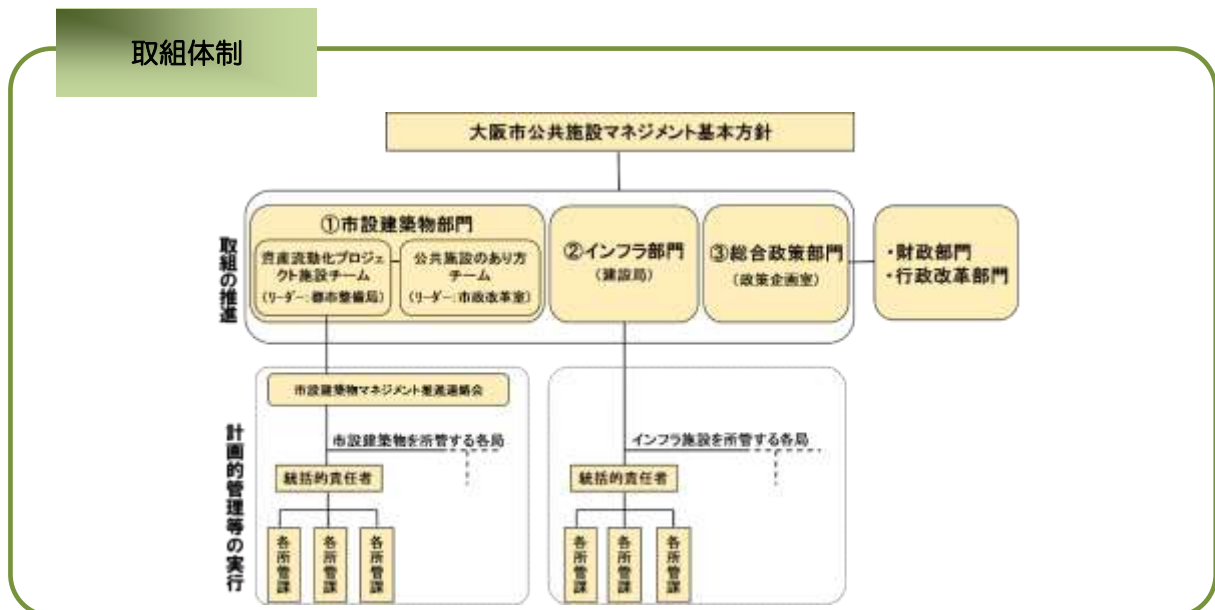 取組体制
大阪市公共施設マネジメント基本方針
取組の推進
①市設建築物部門
資産流動化プロジェ
クト施設チーム
(リーダー:都市整備局)
公共施設のあり方
チーム
(リーダー:市政改革室)
②インフラ部門
(建設局)
③総合政策部門
(政策企画室)
・財政部門
・行政改革部門
計画的管理等の実行
市設建築物マネジメント推進連絡会
市設建築物を所管する各局
統括的責任者
各所管課
各所管課
各所管課
インフラ施設を所管する各局
統括的責任者
各所管課
各所管課
各所管課